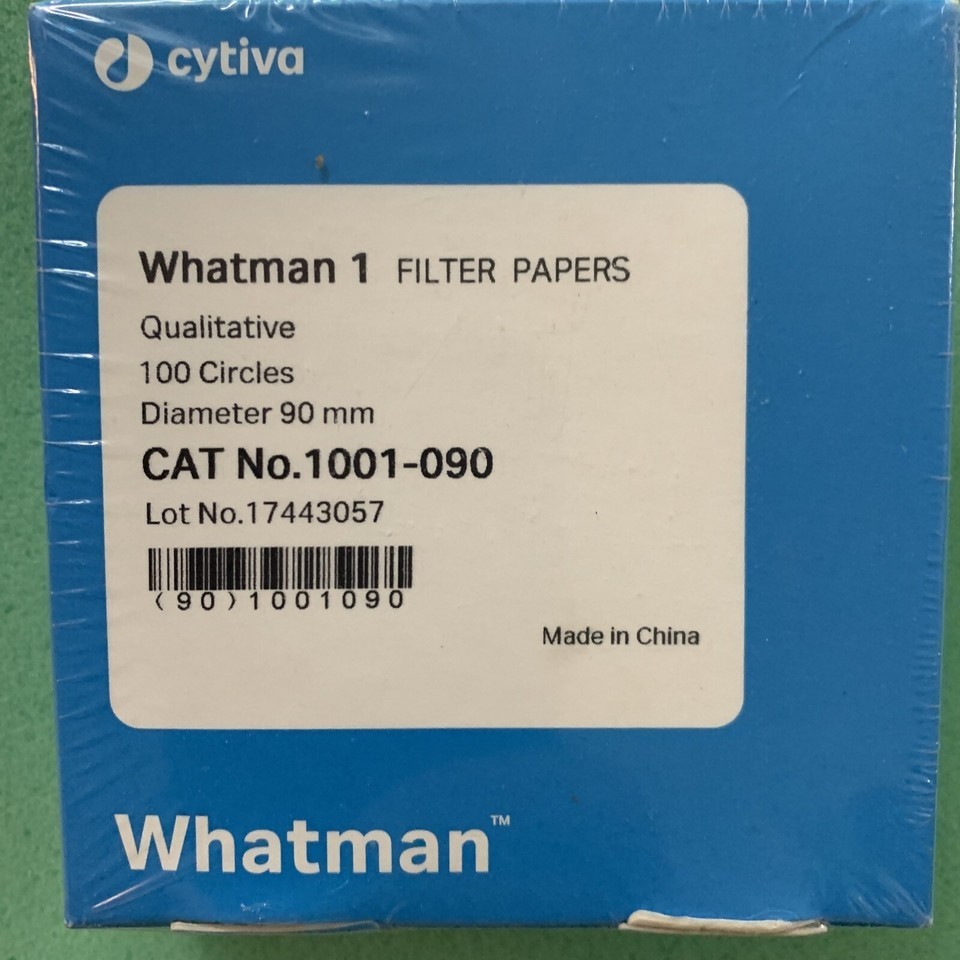 cytiva
Whatman 1 FILTER PAPERS
Qualitative
100 Circles
Diameter 90 mm
CAT No.1001-090
Lot No.17443057
(90)1001090
Made in China
Whatman™